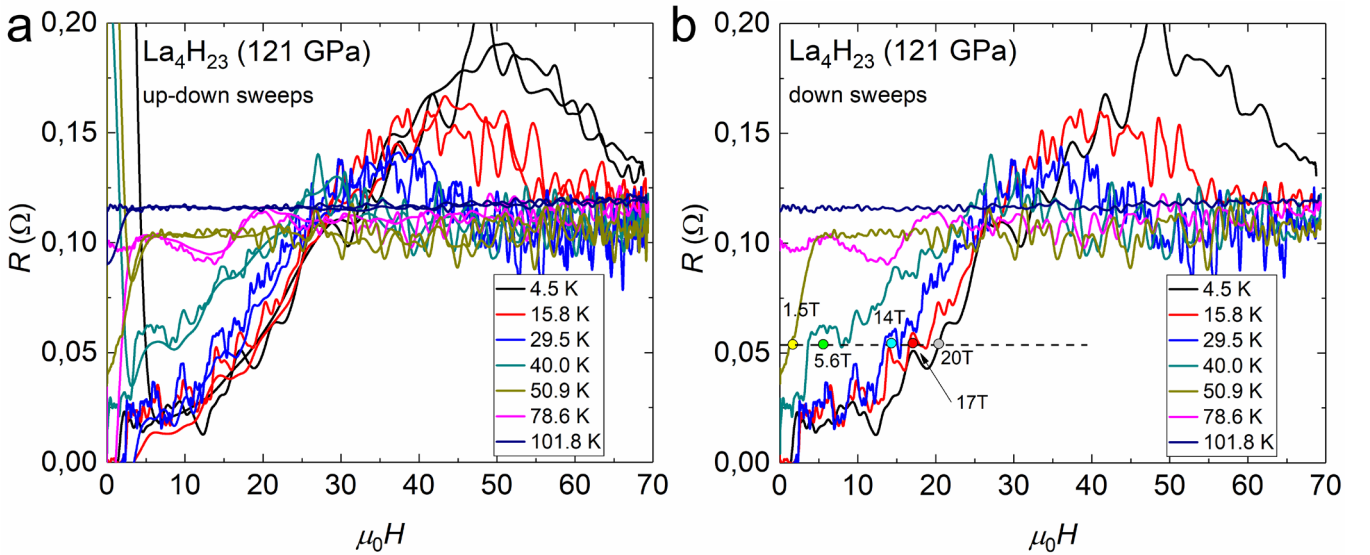 a
La₄H₂₃ (121 GPa)
up-down sweeps
0,20
0,15
0,10
0,05
0,00
R (Ω)
4.5 K
15.8 K
29.5 K
40.0 K
50.9 K
78.6 K
101.8 K
0 10 20 30 40 50 60 70
μ₀H
b
La₄H₂₃ (121 GPa)
down sweeps
0,20
0,15
0,10
0,05
0,00
R (Ω)
1.5T
5.6T
14T
17T
20T
4.5 K
15.8 K
29.5 K
40.0 K
50.9 K
78.6 K
101.8 K
0 10 20 30 40 50 60 70
μ₀H